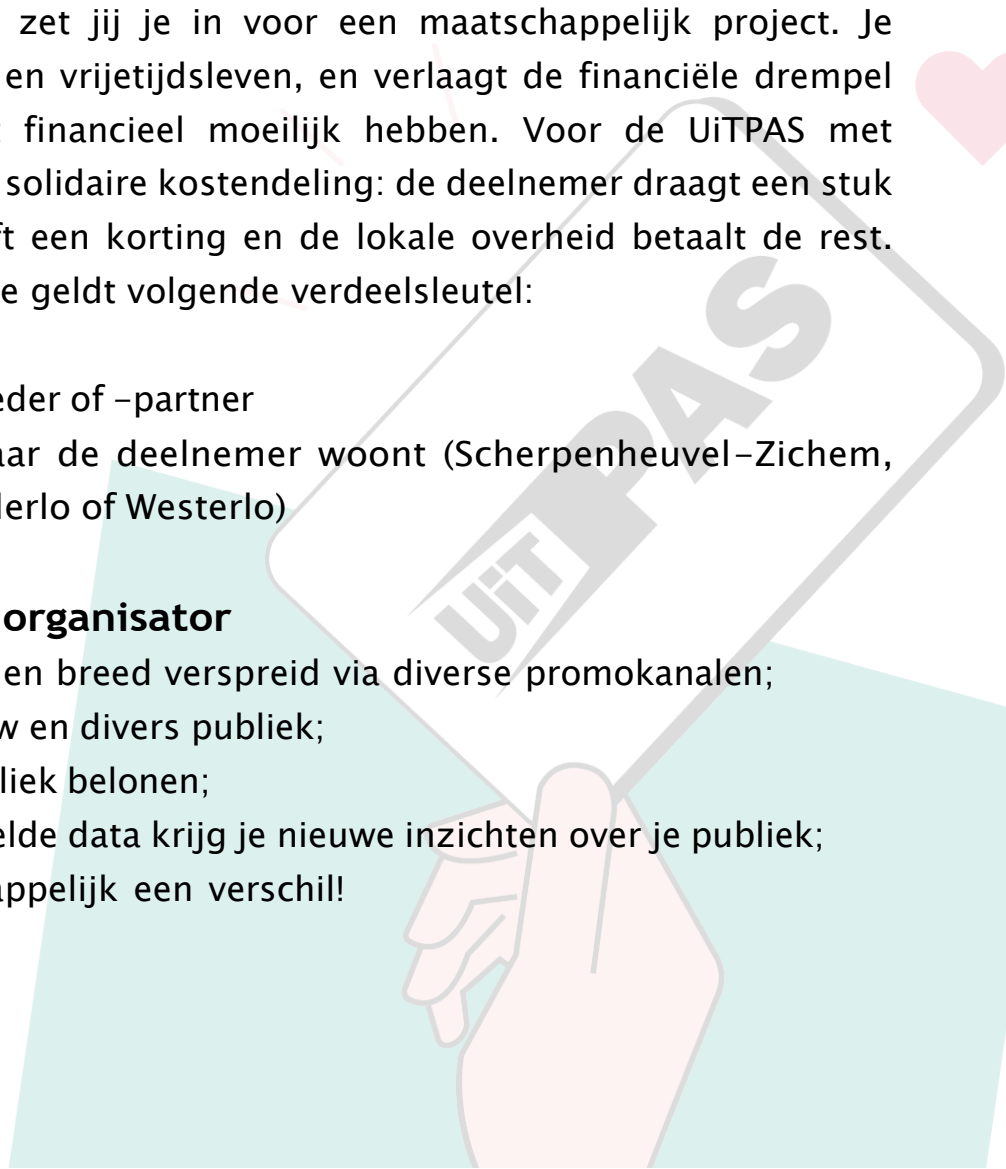 zet jij je in voor een maatschappelijk project. Je
en vrijetijdsleven, en verlaagt de financiële drempel
financieel moeilijk hebben. Voor de UiTPAS met
solidaire kostendeling: de deelnemer draagt een stuk
een korting en de lokale overheid betaalt de rest.
geldt volgende verdeelsleutel:
eder of –partner
aar de deelnemer woont (Scherpenheuvel–Zichem,
derlo of Westerlo)
organisator
en breed verspreid via diverse promokanalen;
w en divers publiek;
liek belonen;
elde data krijg je nieuwe inzichten over je publiek;
appelijk een verschil!
UiTPAS